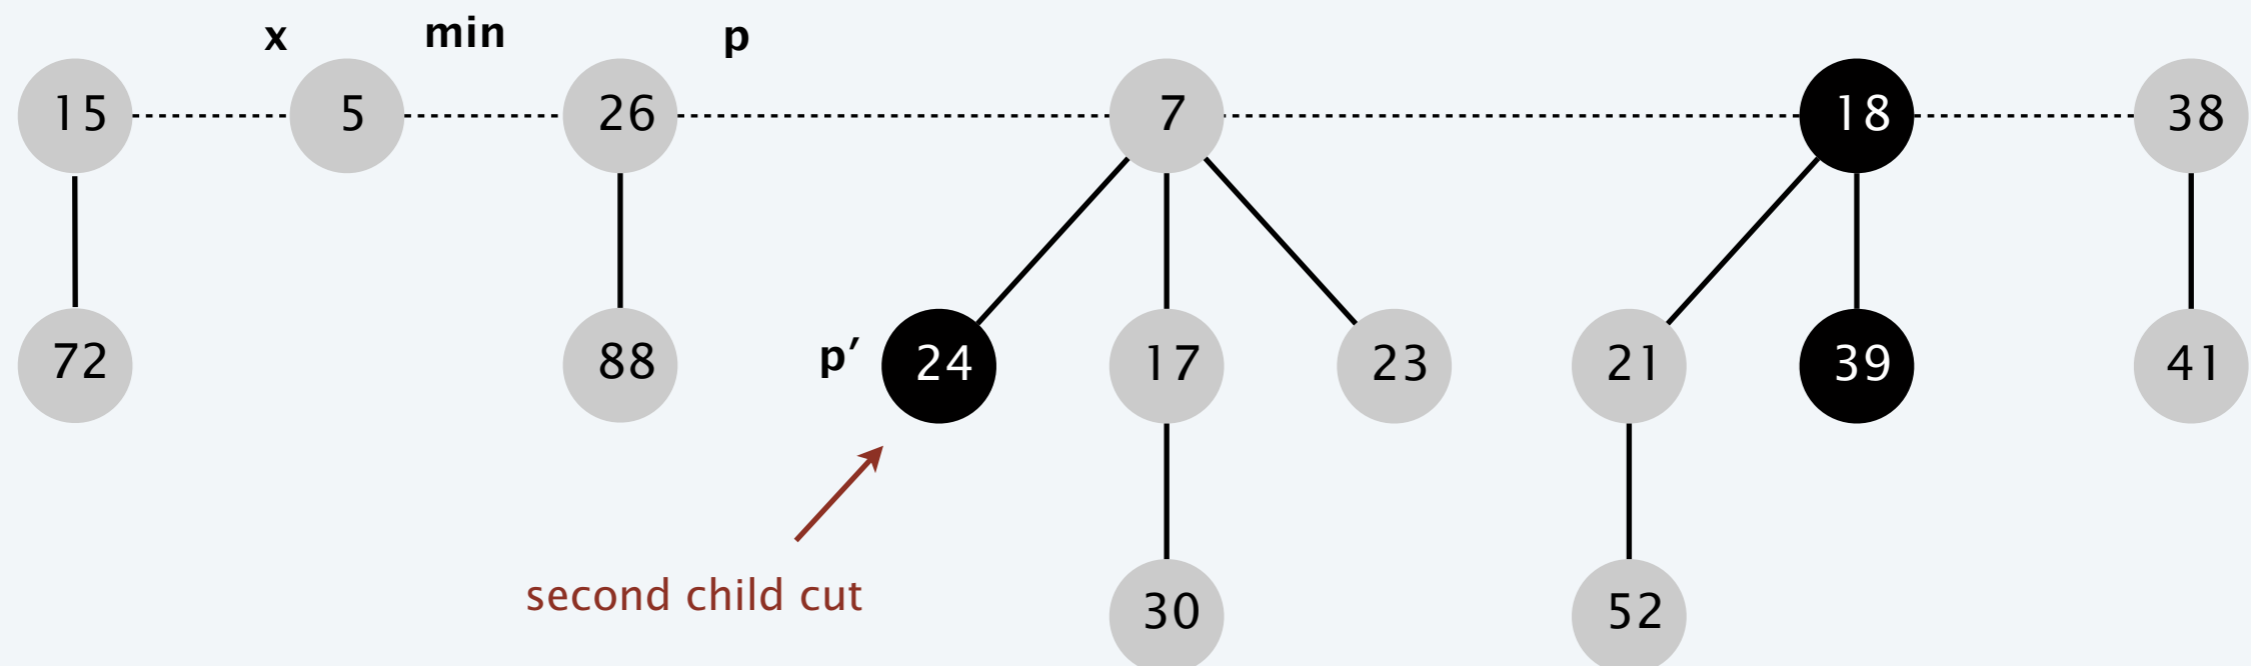 x min p
15 5 26 7 18 38
72 88 p′ 24 17 23 21 39 41
second child cut
30 52